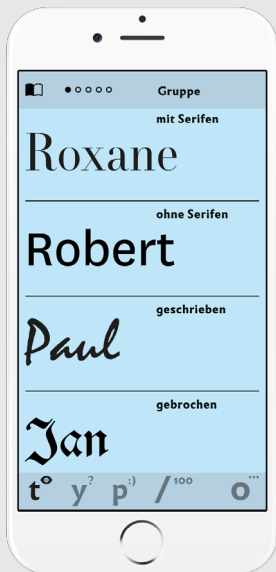 Gruppe
mit Serifen
Roxane
ohne Serifen
Robert
geschrieben
Paul
gebrochen
Jan
t y? p:) /100 o...